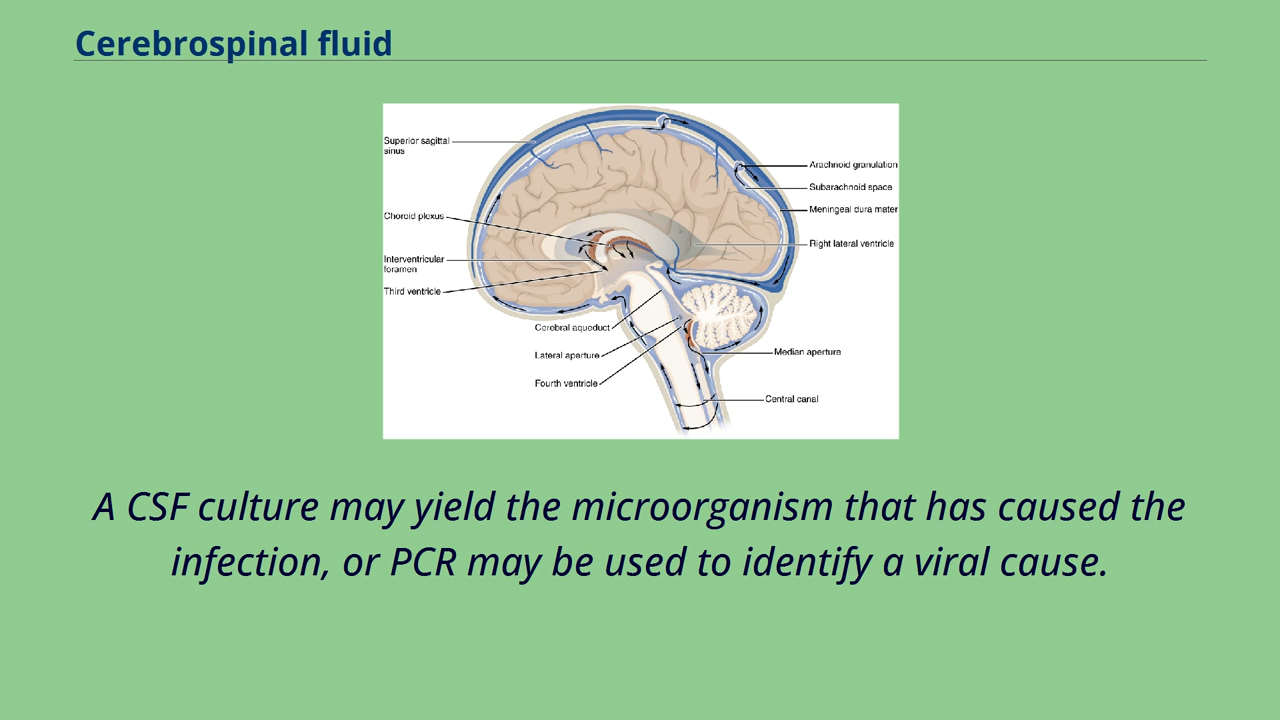 Cerebrospinal fluid
Superior sagittal
sinus
Choroid plexus
Interventricular
foramen
Third ventricle
Cerebral aqueduct
Lateral aperture
Fourth ventricle
Arachnoid granulation
Subarachnoid space
Meningeal dura mater
Right lateral ventricle
Median aperture
Central canal
A CSF culture may yield the microorganism that has caused the
infection, or PCR may be used to identify a viral cause.